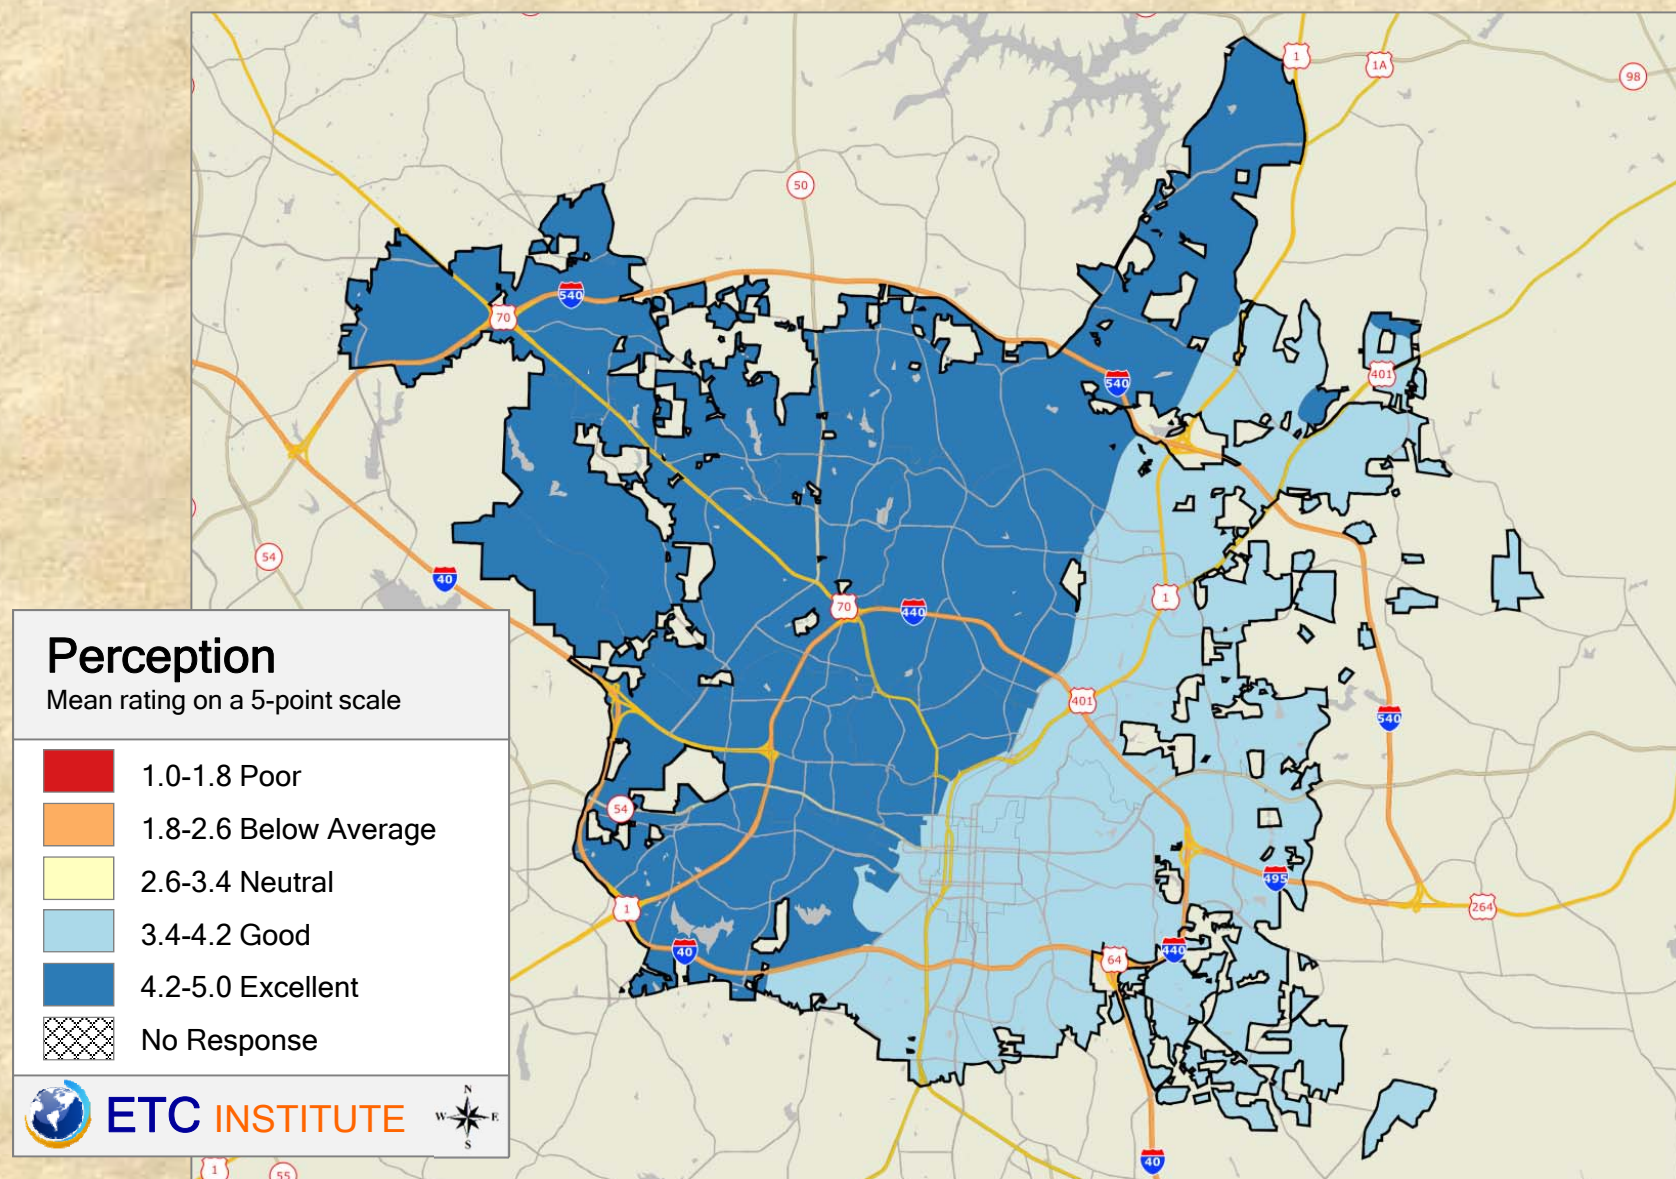 1
1A
98
50
540
70
401
540
54
40
1
70
440
401
540
54
495
264
1
40
440
64
40
1
55
Perception
Mean rating on a 5-point scale
1.0-1.8 Poor
1.8-2.6 Below Average
2.6-3.4 Neutral
3.4-4.2 Good
4.2-5.0 Excellent
No Response
ETC INSTITUTE
N
W E
S